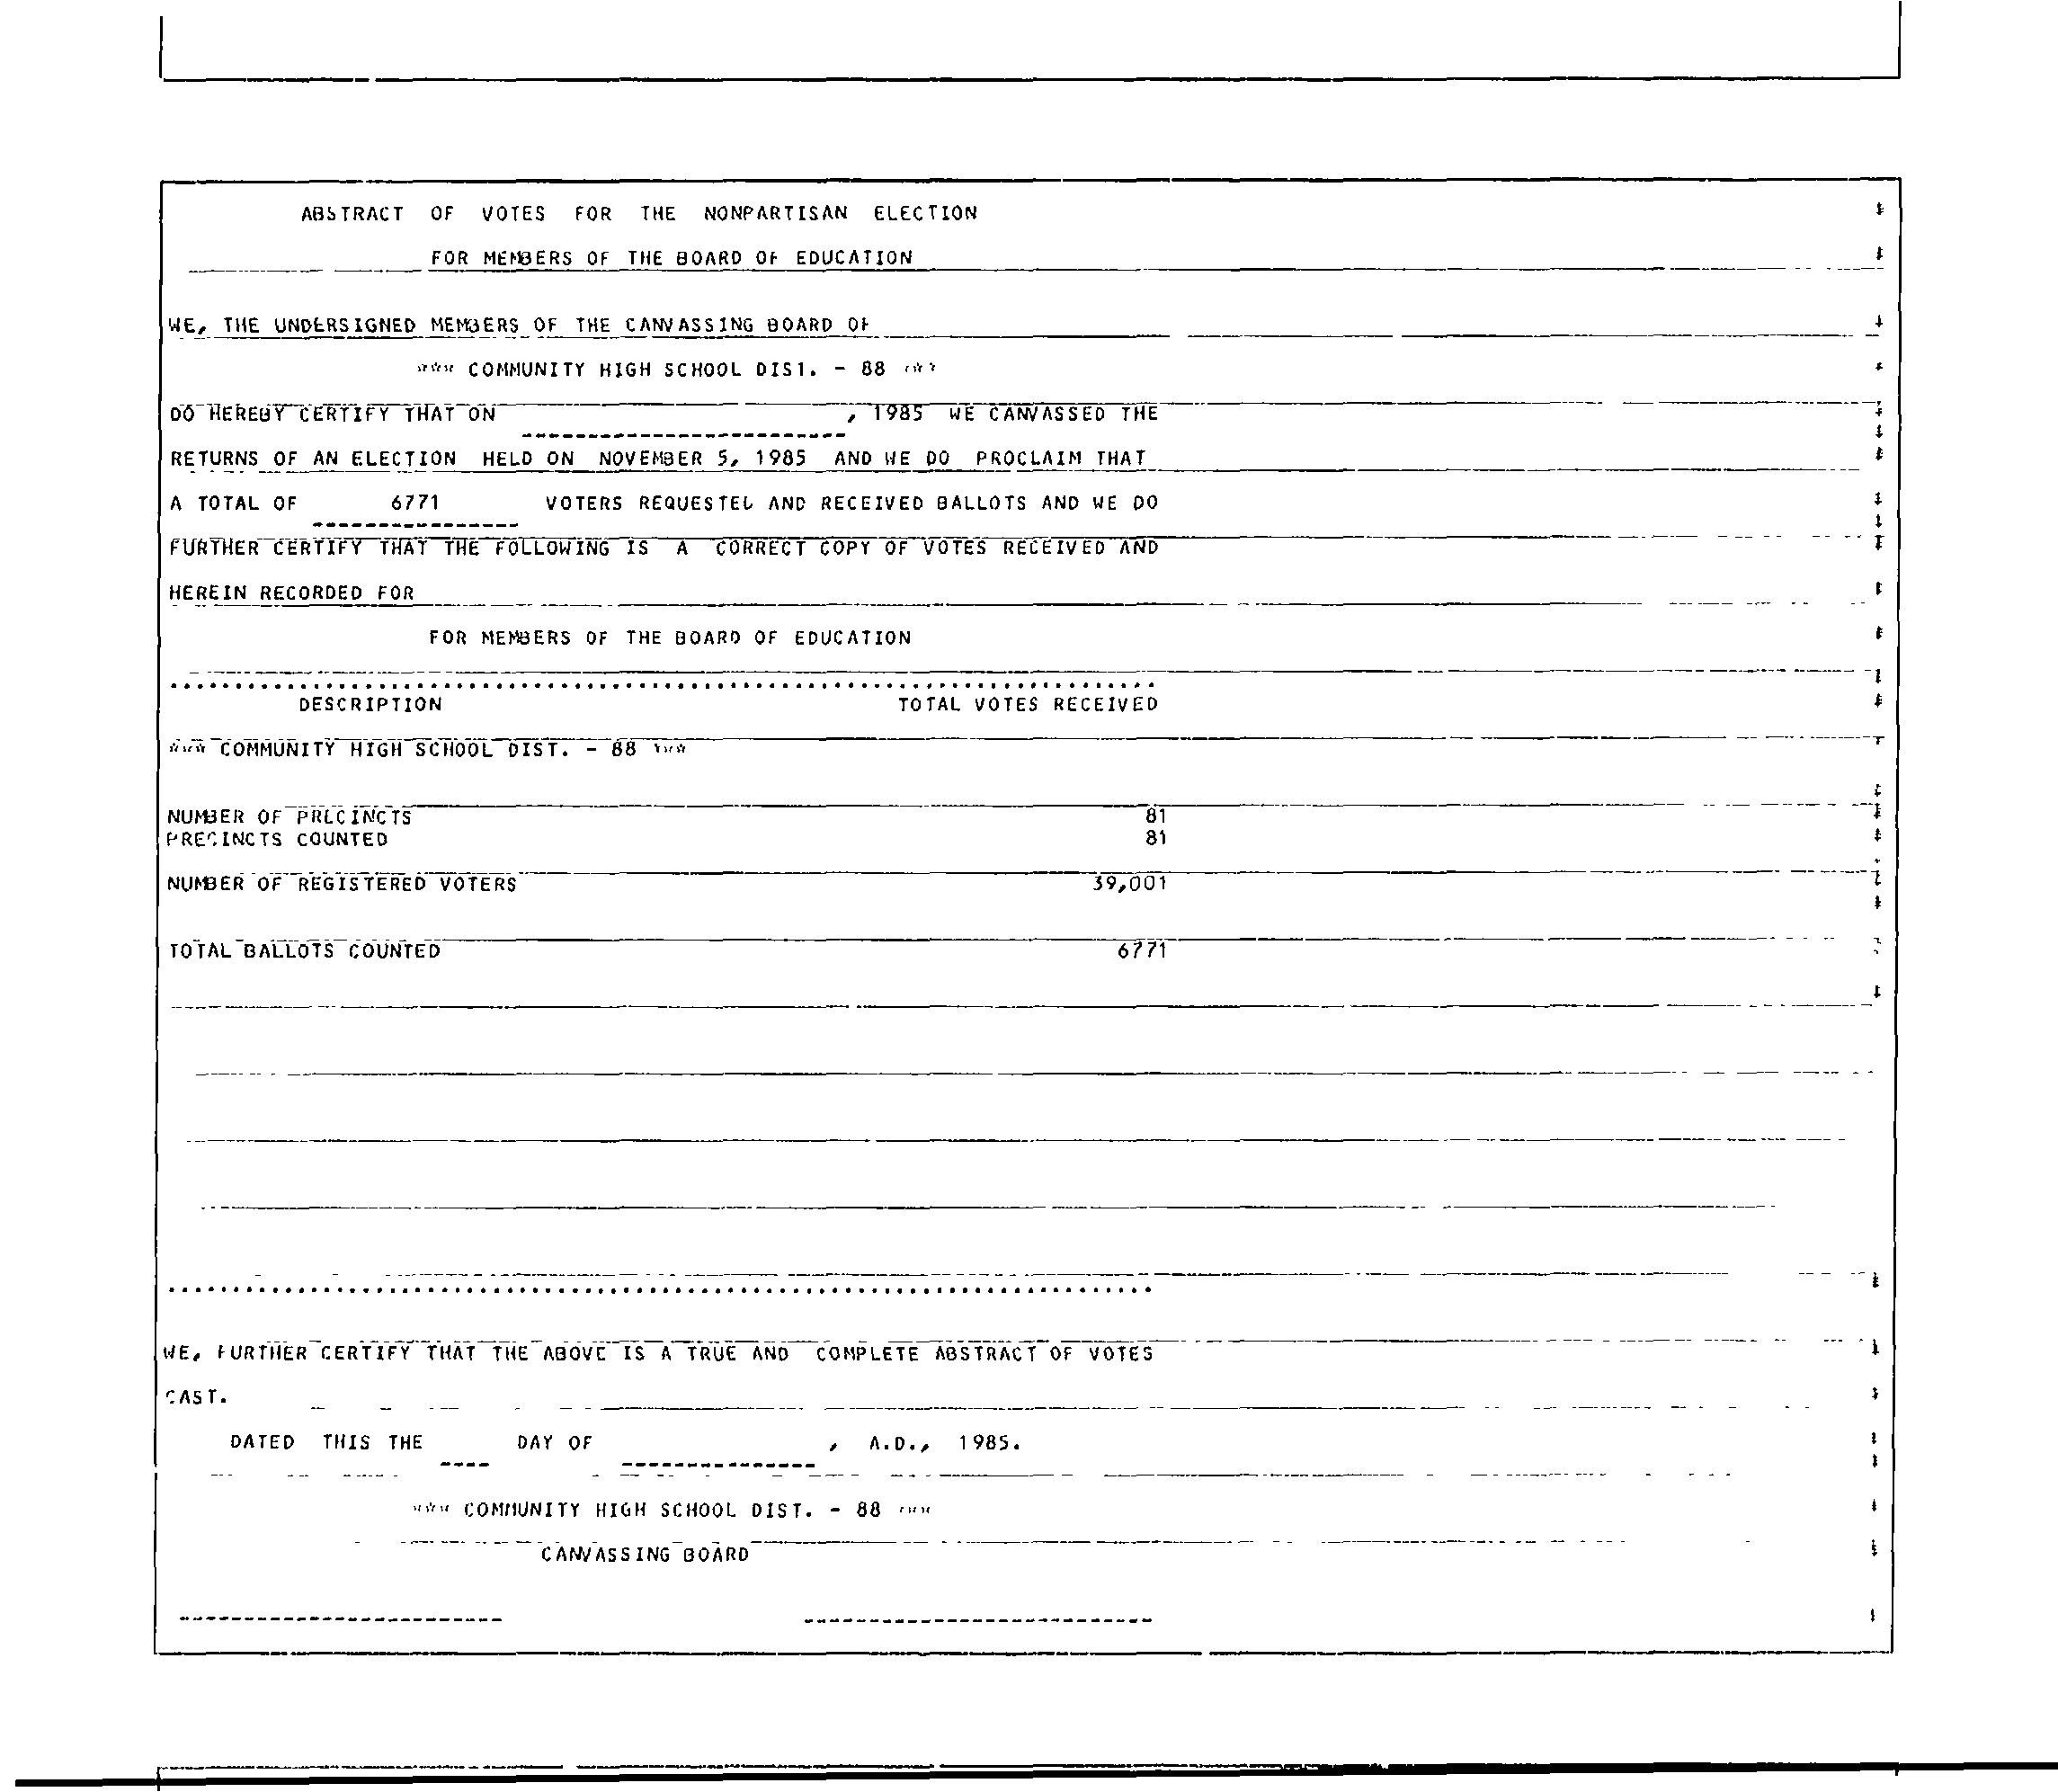 ABSTRACT OF VOTES FOR THE NONPARTISAN ELECTION
FOR MEMBERS OF THE BOARD OF EDUCATION
WE, THE UNDERSIGNED MEMBERS OF THE CANVASSING BOARD OF
*** COMMUNITY HIGH SCHOOL DIST. - 88 ***
DO HEREBY CERTIFY THAT ON , 1985 WE CANVASSED THE
RETURNS OF AN ELECTION HELD ON NOVEMBER 5, 1985 AND WE DO PROCLAIM THAT
A TOTAL OF 6771 VOTERS REQUESTED AND RECEIVED BALLOTS AND WE DO
FURTHER CERTIFY THAT THE FOLLOWING IS A CORRECT COPY OF VOTES RECEIVED AND
HEREIN RECORDED FOR
FOR MEMBERS OF THE BOARD OF EDUCATION
DESCRIPTION TOTAL VOTES RECEIVED
*** COMMUNITY HIGH SCHOOL DIST. - 88 ***
NUMBER OF PRECINCTS 81
PRECINCTS COUNTED 81
NUMBER OF REGISTERED VOTERS 39,001
TOTAL BALLOTS COUNTED 6771
WE, FURTHER CERTIFY THAT THE ABOVE IS A TRUE AND COMPLETE ABSTRACT OF VOTES
CAST.
DATED THIS THE DAY OF , A.D., 1985.
*** COMMUNITY HIGH SCHOOL DIST. - 88 ***
CANVASSING BOARD